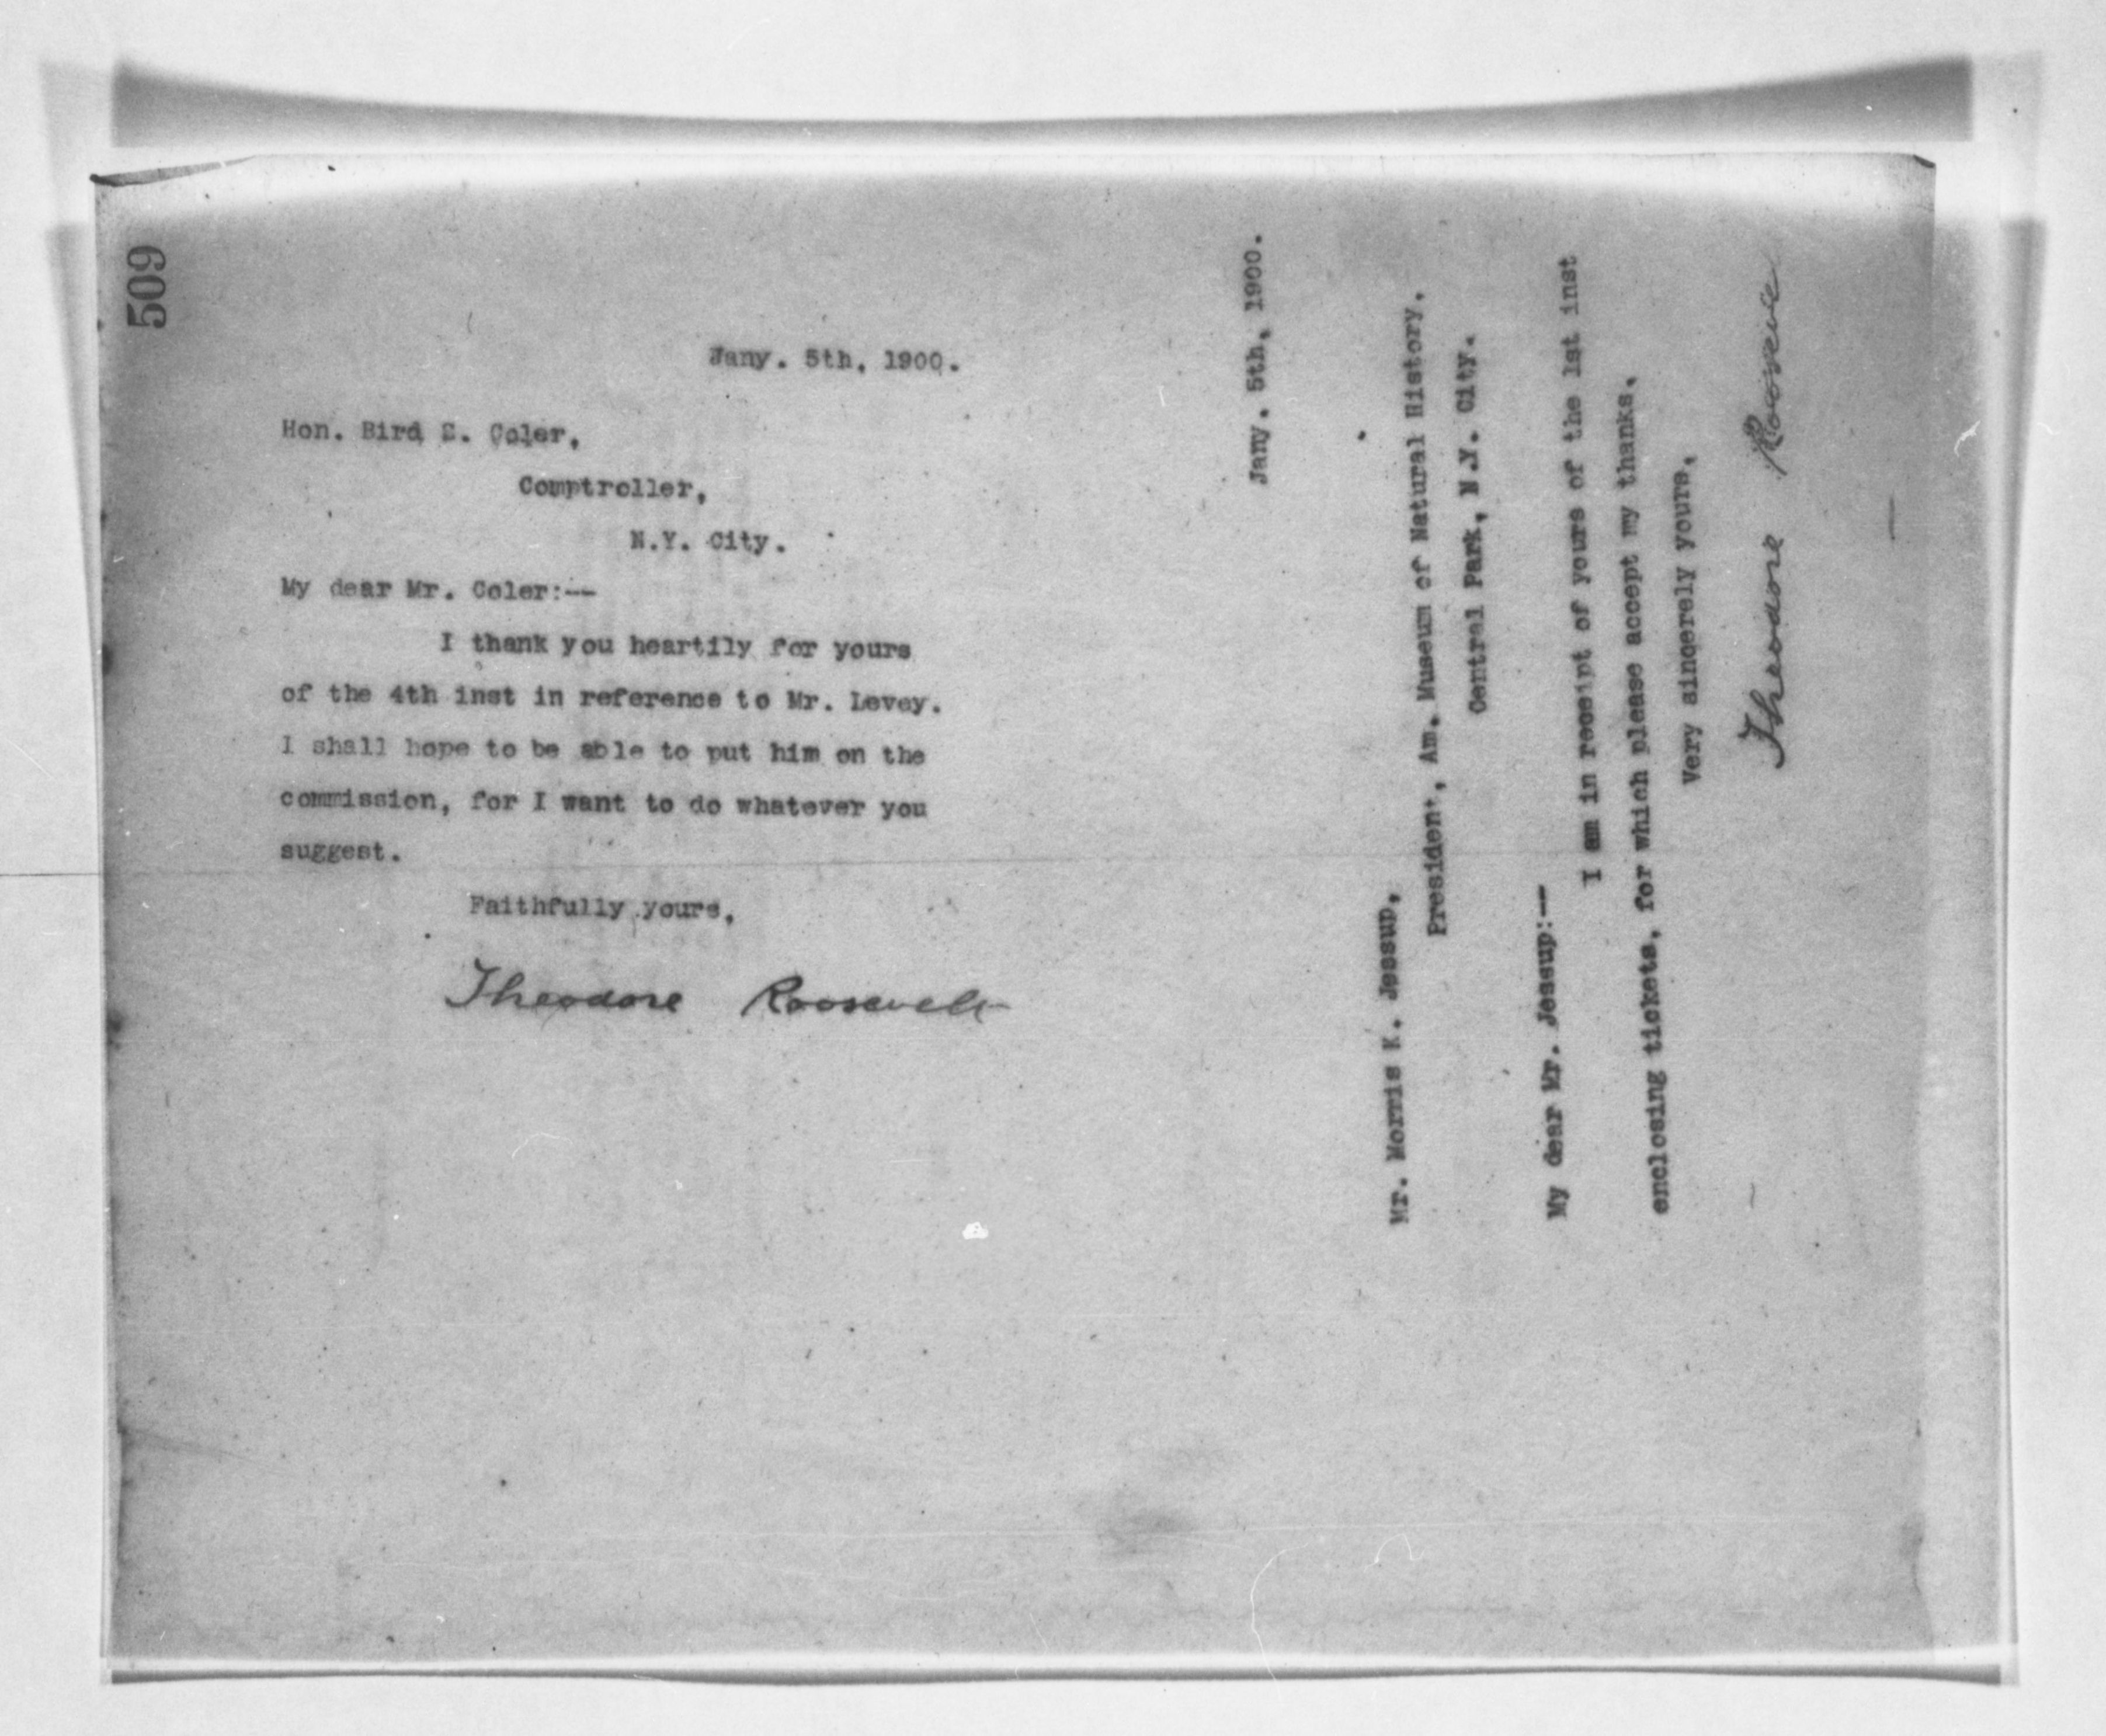 509
Jany. 5th, 1900.
Hon. Bird S. Coler,
Comptroller,
N.Y. City.
My dear Mr. Coler:--
I thank you heartily for yours
of the 4th inst in reference to Mr. Levey.
I shall hope to be able to put him on the
commission, for I want to do whatever you
suggest.
Faithfully yours,
Theodore Roosevelt
Jany. 5th, 1900.
Mr. Morris K. Jessup,
President, Am. Museum of Natural History.
Central Park, N.Y. City.
My dear Mr. Jessup:--
I am in receipt of yours of the 1st inst
enclosing tickets, for which please accept my thanks.
Very sincerely yours,
Theodore Rooseve